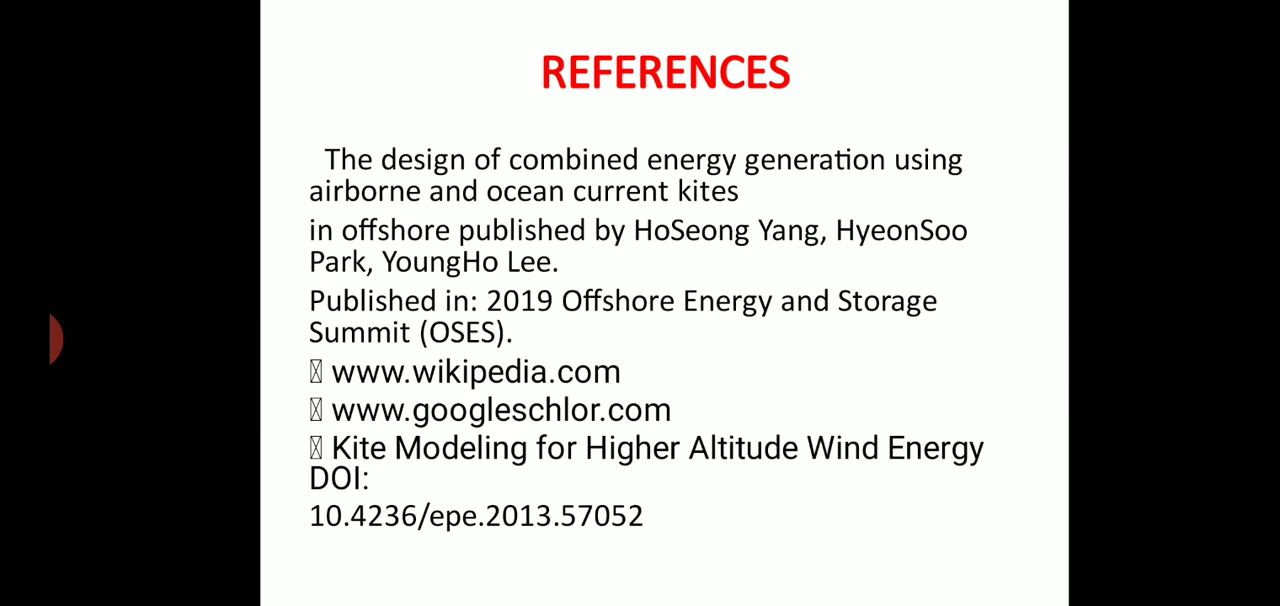 REFERENCES
The design of combined energy generation using
airborne and ocean current kites
in offshore published by HoSeong Yang, HyeonSoo
Park, YoungHo Lee.
Published in: 2019 Offshore Energy and Storage
Summit (OSES).
www.wikipedia.com
www.googleschlor.com
Kite Modeling for Higher Altitude Wind Energy
DOI:
10.4236/epe.2013.57052